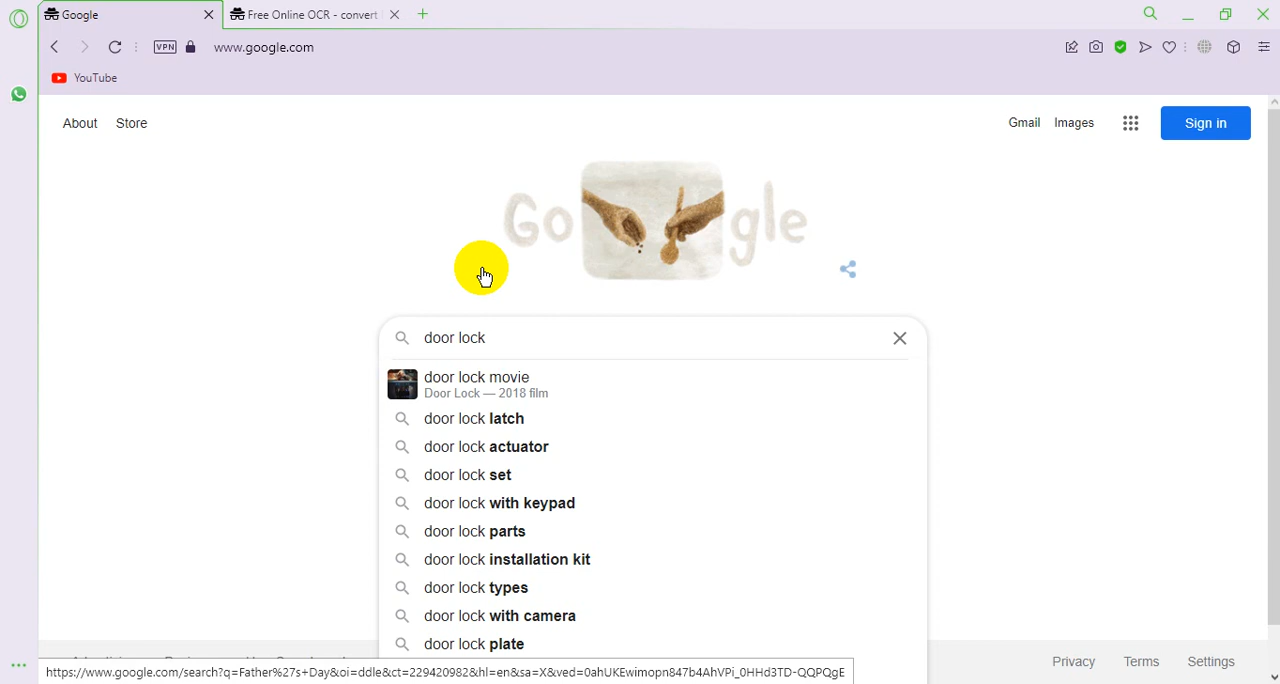 Google
Free Online OCR - convert
VPN
www.google.com
YouTube
About
Store
Gmail
Images
Sign in
Go gle
door lock
door lock movie
Door Lock — 2018 film
door lock latch
door lock actuator
door lock set
door lock with keypad
door lock parts
door lock installation kit
door lock types
door lock with camera
door lock plate
Privacy
Terms
Settings
https://www.google.com/search?q=Father%27s+Day&oi=ddle&ct=229420982&hl=en&sa=X&ved=0ahUKEwimopn847b4AhVPi_0HHd3TD-QQPQgE